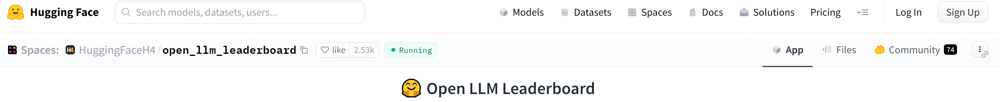 Hugging Face Search models, datasets, users... Models Datasets Spaces Docs Solutions Pricing Log In Sign Up
Spaces: H4 HuggingFaceH4/open_llm_leaderboard like 2.53k Running App Files Community 74
Open LLM Leaderboard